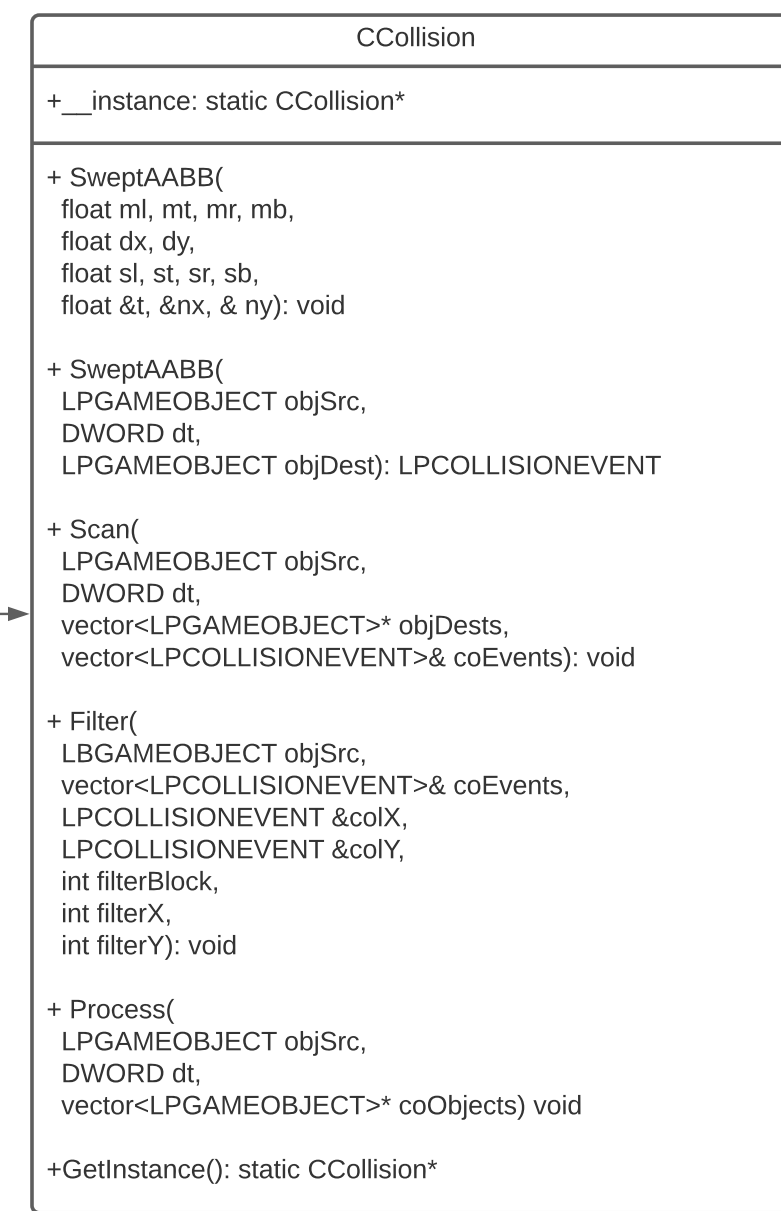 CCollision
+__instance: static CCollision*
+ SweptAABB(
float ml, mt, mr, mb,
float dx, dy,
float sl, st, sr, sb,
float &t, &nx, & ny): void
+ SweptAABB(
LPGAMEOBJECT objSrc,
DWORD dt,
LPGAMEOBJECT objDest): LPCOLLISIONEVENT
+ Scan(
LPGAMEOBJECT objSrc,
DWORD dt,
vector<LPGAMEOBJECT>* objDests,
vector<LPCOLLISIONEVENT>& coEvents): void
+ Filter(
LBGAMEOBJECT objSrc,
vector<LPCOLLISIONEVENT>& coEvents,
LPCOLLISIONEVENT &colX,
LPCOLLISIONEVENT &colY,
int filterBlock,
int filterX,
int filterY): void
+ Process(
LPGAMEOBJECT objSrc,
DWORD dt,
vector<LPGAMEOBJECT>* coObjects) void
+GetInstance(): static CCollision*